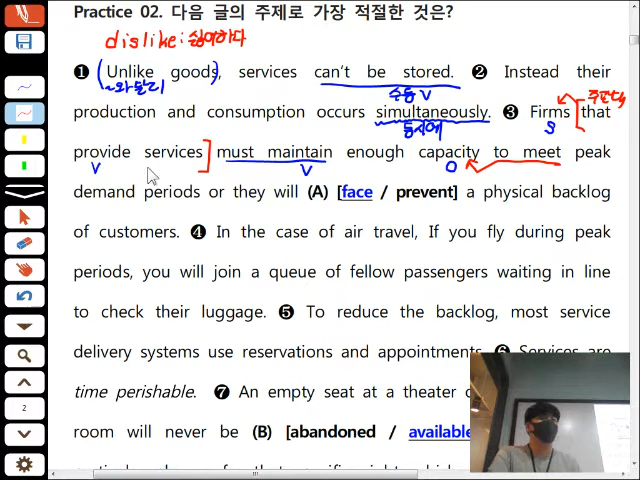 Practice 02. 다음 글의 주제로 가장 적절한 것은?
dislike: 싫어하다
❶ (Unlike goods), services can't be stored. ❷ Instead their
~와 달리 수동 V
production and consumption occurs simultaneously. ❸ Firms [that
동시에 S 주관대
provide services] must maintain enough capacity to meet peak
V V O
demand periods or they will (A) [face / prevent] a physical backlog
of customers. ❹ In the case of air travel, If you fly during peak
periods, you will join a queue of fellow passengers waiting in line
to check their luggage. ❺ To reduce the backlog, most service
delivery systems use reservations and appointments. ❻ Services are
time perishable. ❼ An empty seat at a theater
room will never be (B) [abandoned / available
2